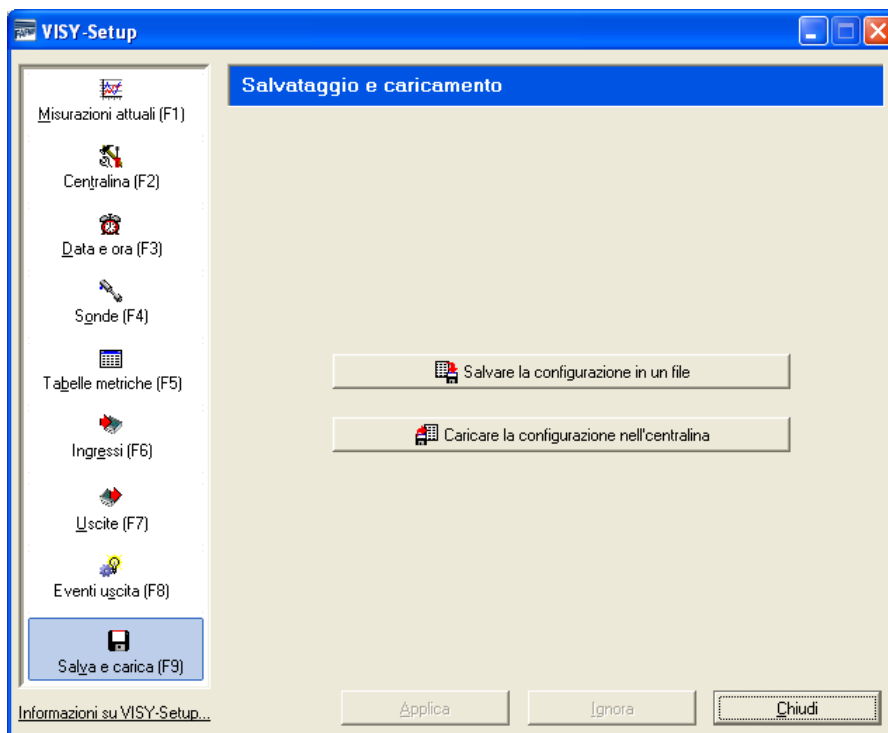 VISY-Setup
Salvataggio e caricamento
Misurazioni attuali (F1)
Centralina (F2)
Data e ora (F3)
Sonde (F4)
Tabelle metriche (F5)
Ingressi (F6)
Uscite (F7)
Eventi uscita (F8)
Salva e carica (F9)
Salvare la configurazione in un file
Caricare la configurazione nell'centralina
Informazioni su VISY-Setup...
Applica
Ignora
Chiudi